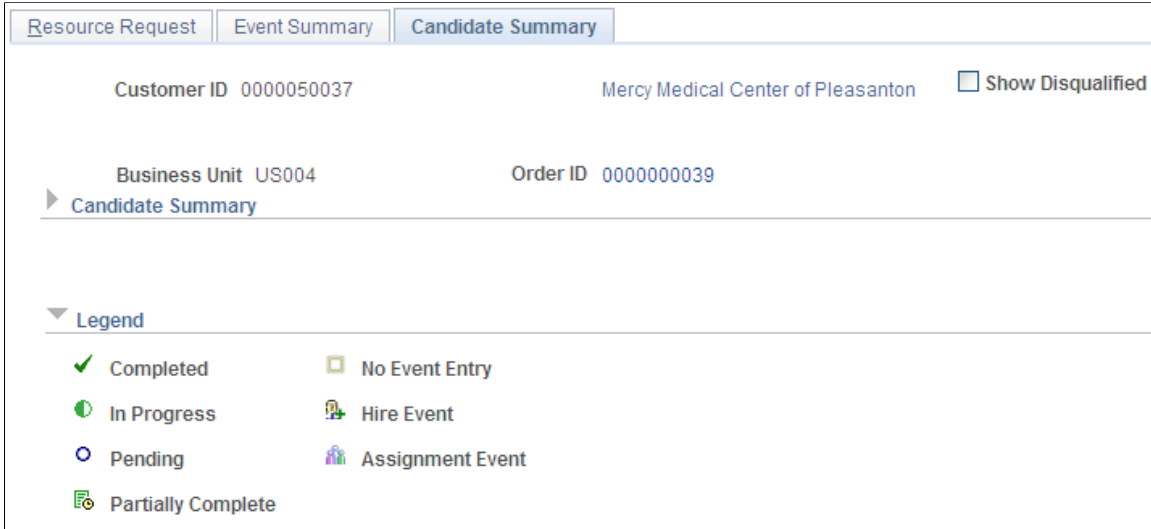 Resource Request Event Summary Candidate Summary
Customer ID 0000050037 Mercy Medical Center of Pleasanton Show Disqualified
Business Unit US004 Order ID 0000000039
Candidate Summary
Legend
Completed No Event Entry
In Progress Hire Event
Pending Assignment Event
Partially Complete